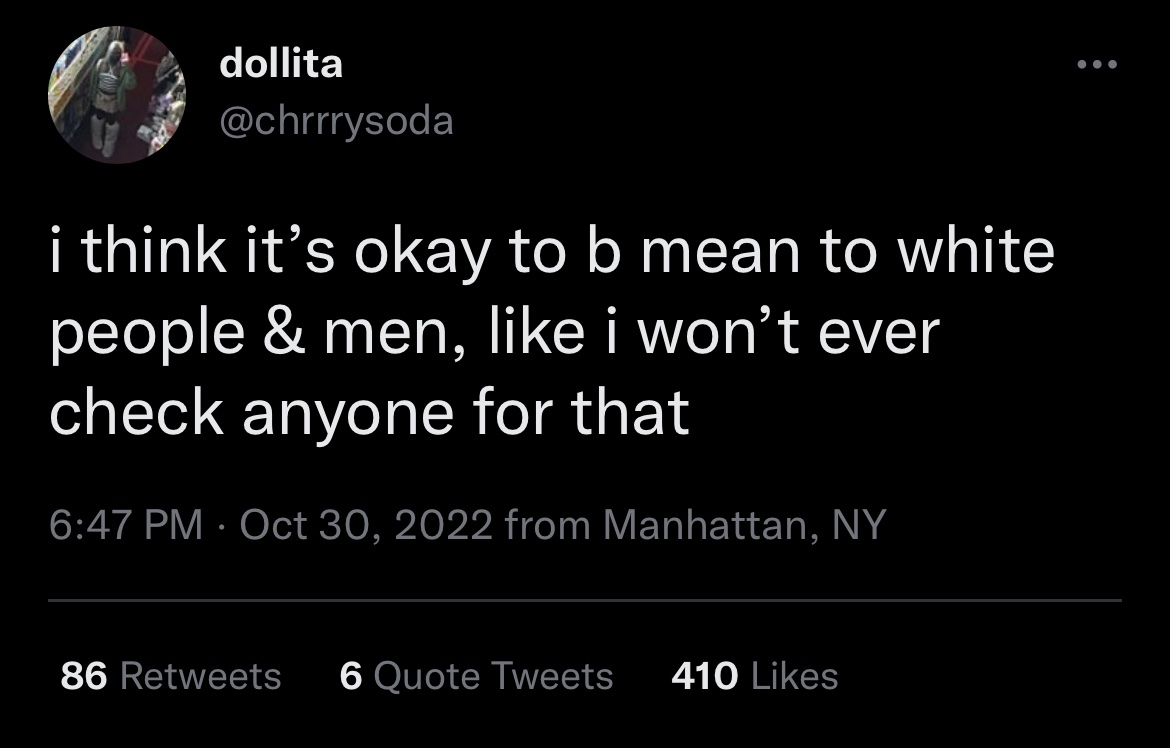 dollita
@chrrrysoda
i think it’s okay to b mean to white
people & men, like i won’t ever
check anyone for that
6:47 PM · Oct 30, 2022 from Manhattan, NY
86 Retweets 6 Quote Tweets 410 Likes